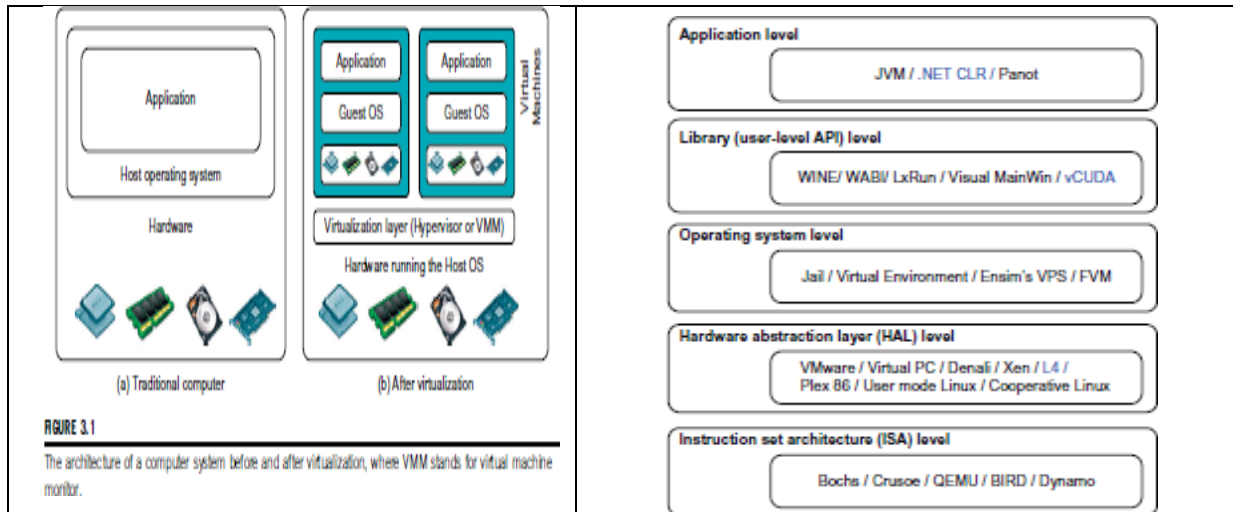 Application
Host operating system
Hardware
(a) Traditional computer
Application
Guest OS
Application
Guest OS
Virtual
Machines
Virtualization layer (Hypervisor or VMM)
Hardware running the Host OS
(b) After virtualization
FIGURE 3.1
The architecture of a computer system before and after virtualization, where VMM stands for virtual machine
monitor.
Application level
JVM / .NET CLR / Panot
Library (user-level API) level
WINE/ WABI/ LxRun / Visual MainWin / vCUDA
Operating system level
Jail / Virtual Environment / Ensim's VPS / FVM
Hardware abstraction layer (HAL) level
VMware / Virtual PC / Denali / Xen / L4 /
Plex 86 / User mode Linux / Cooperative Linux
Instruction set architecture (ISA) level
Bochs / Crusoe / QEMU / BIRD / Dynamo